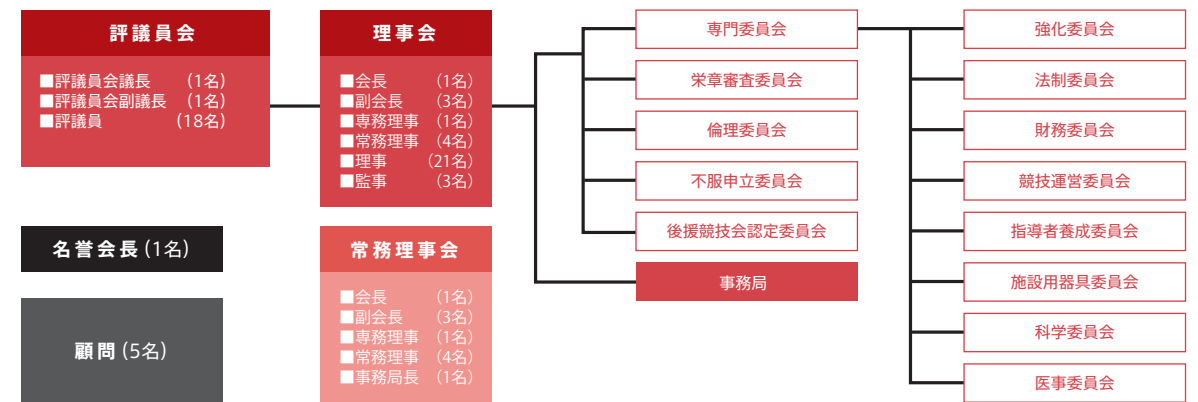 評議員会
■評議員会議長 (1名)
■評議員会副議長 (1名)
■評議員 (18名)
名誉会長 (1名)
顧問 (5名)
理事会
■会長 (1名)
■副会長 (3名)
■専務理事 (1名)
■常務理事 (4名)
■理事 (21名)
■監事 (3名)
常務理事会
■会長 (1名)
■副会長 (3名)
■専務理事 (1名)
■常務理事 (4名)
■事務局長 (1名)
専門委員会
栄章審査委員会
倫理委員会
不服申立委員会
後援競技会認定委員会
事務局
強化委員会
法制委員会
財務委員会
競技運営委員会
指導者養成委員会
施設用器具委員会
科学委員会
医事委員会